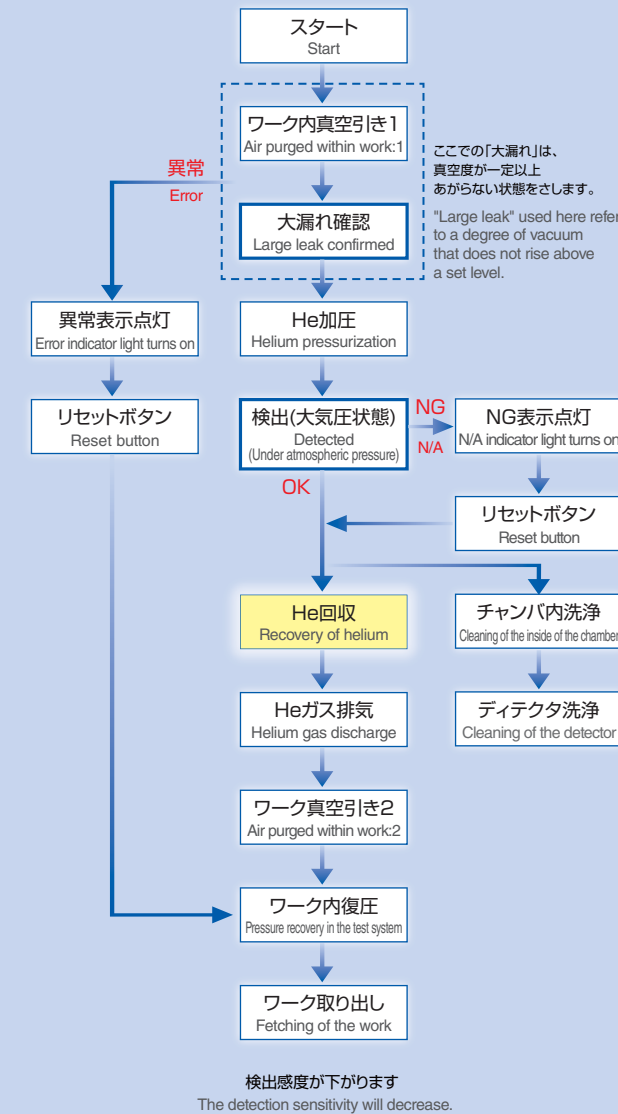 スタート
Start
ワーク内真空引き1
Air purged within work:1
異常
Error
大漏れ確認
Large leak confirmed
ここでの「大漏れ」は、
真空度が一定以上
あがらない状態をさします。
"Large leak" used here refer
to a degree of vacuum
that does not rise above
a set level.
異常表示点灯
Error indicator light turns on
He加圧
Helium pressurization
リセットボタン
Reset button
検出(大気圧状態)
Detected
(Under atmospheric pressure)
NG
N/A
NG表示点灯
N/A indicator light turns on
OK
リセットボタン
Reset button
He回収
Recovery of helium
チャンバ内洗浄
Cleaning of the inside of the chamber
Heガス排気
Helium gas discharge
ディテクタ洗浄
Cleaning of the detector
ワーク真空引き2
Air purged within work:2
ワーク内復圧
Pressure recovery in the test system
ワーク取り出し
Fetching of the work
検出感度が下がります
The detection sensitivity will decrease.